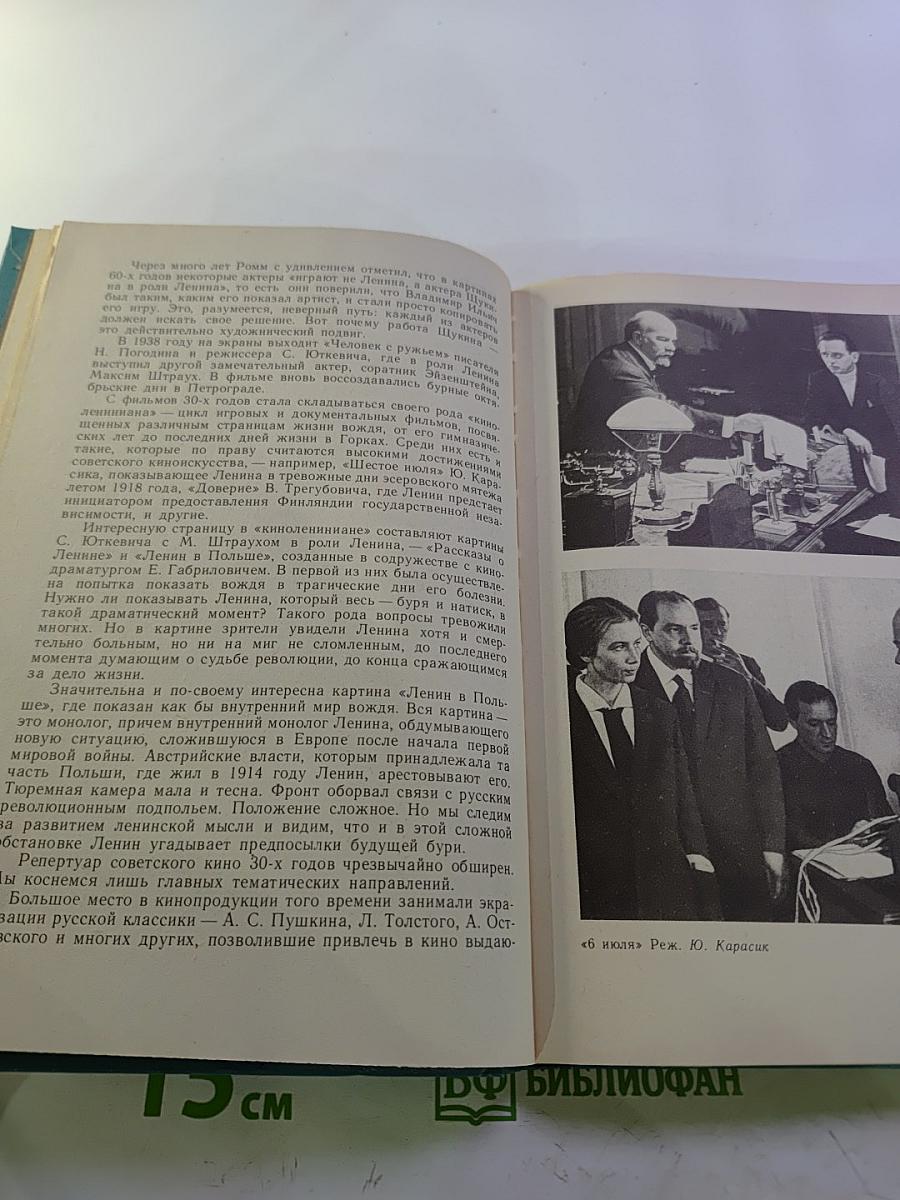 Через много лет Ромм с удивлением отметил, что в картинах
60-х годов некоторые актеры «играют не Ленина, а актера Щуки-
на в роли Ленина», то есть они поверили, что Владимир Ильич
был таким, каким его показал артист, и стали просто копировать
его игру. Это, разумеется, неверный путь: каждый из актеров
должен искать свое решение. Вот почему работа Щукина —
это действительно художнический подвиг.
В 1938 году на экраны выходит «Человек с ружьем» писателя
Н. Погодина и режиссера С. Юткевича, где в роли Ленина
выступил другой замечательный актер, соратник Эйзенштейна,
Максим Штраух. В фильме вновь воссоздавались бурные октя-
брьские дни в Петрограде.
С фильмов 30-х годов стала складываться своего рода «кино-
лениниана» — цикл игровых и документальных фильмов, посвя-
щенных различным страницам жизни вождя, от его гимназиче-
ских лет до последних дней жизни в Горках. Среди них есть и
такие, которые по праву считаются высокими достижениями
советского киноискусства, — например, «Шестое июля» Ю. Кара-
сика, показывающее Ленина в тревожные дни эсеровского мятежа
летом 1918 года, «Доверие» В. Трегубовича, где Ленин предстает
инициатором предоставления Финляндии государственной неза-
висимости, и другие.
Интересную страницу в «кинолениниане» составляют картины
С. Юткевича с М. Штраухом в роли Ленина, — «Рассказы о
Ленине» и «Ленин в Польше», созданные в содружестве с кино-
драматургом Е. Габриловичем. В первой из них была осуществле-
на попытка показать вождя в трагические дни его болезни.
Нужно ли показывать Ленина, который весь — буря и натиск, в
такой драматический момент? Такого рода вопросы тревожили
многих. Но в картине зрители увидели Ленина хотя и смер-
тельно больным, но ни на миг не сломленным, до последнего
момента думающим о судьбе революции, до конца сражающимся
за дело жизни.
Значительна и по-своему интересна картина «Ленин в Поль-
ше», где показан как бы внутренний мир вождя. Вся картина —
это монолог, причем внутренний монолог Ленина, обдумывающего
новую ситуацию, сложившуюся в Европе после начала первой
мировой войны. Австрийские власти, которым принадлежала та
часть Польши, где жил в 1914 году Ленин, арестовывают его.
Тюремная камера мала и тесна. Фронт оборвал связи с русским
революционным подпольем. Положение сложное. Но мы следим
за развитием ленинской мысли и видим, что и в этой сложной
обстановке Ленин угадывает предпосылки будущей бури.
Репертуар советского кино 30-х годов чрезвычайно обширен.
Мы коснемся лишь главных тематических направлений.
Большое место в кинопродукции того времени занимали экра-
зации русской классики — А. С. Пушкина, Л. Толстого, А. Ост-
вского и многих других, позволившие привлечь в кино выдаю-
«6 июля» Реж. Ю. Карасик
15 см
БФ БИБЛИОФАН